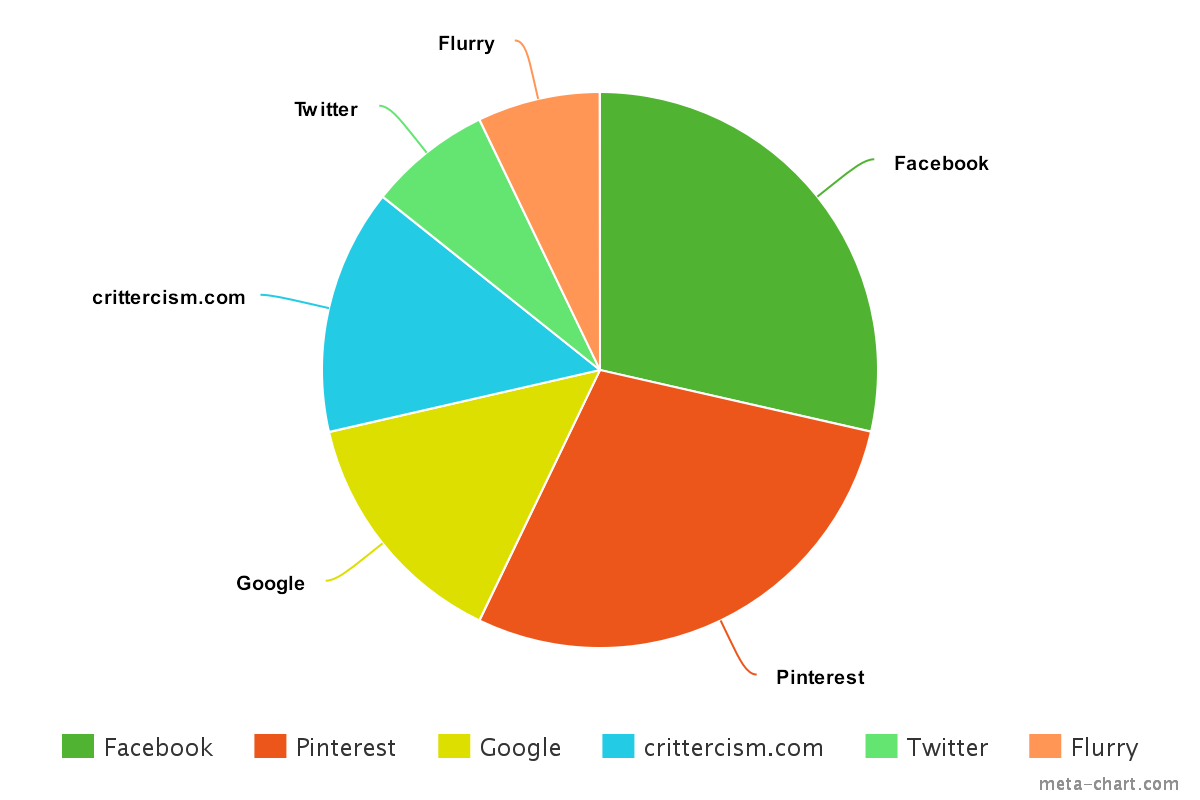 Flurry
Twitter
Facebook
crittercism.com
Google
Pinterest
Facebook Pinterest Google crittercism.com Twitter Flurry
meta-chart.com